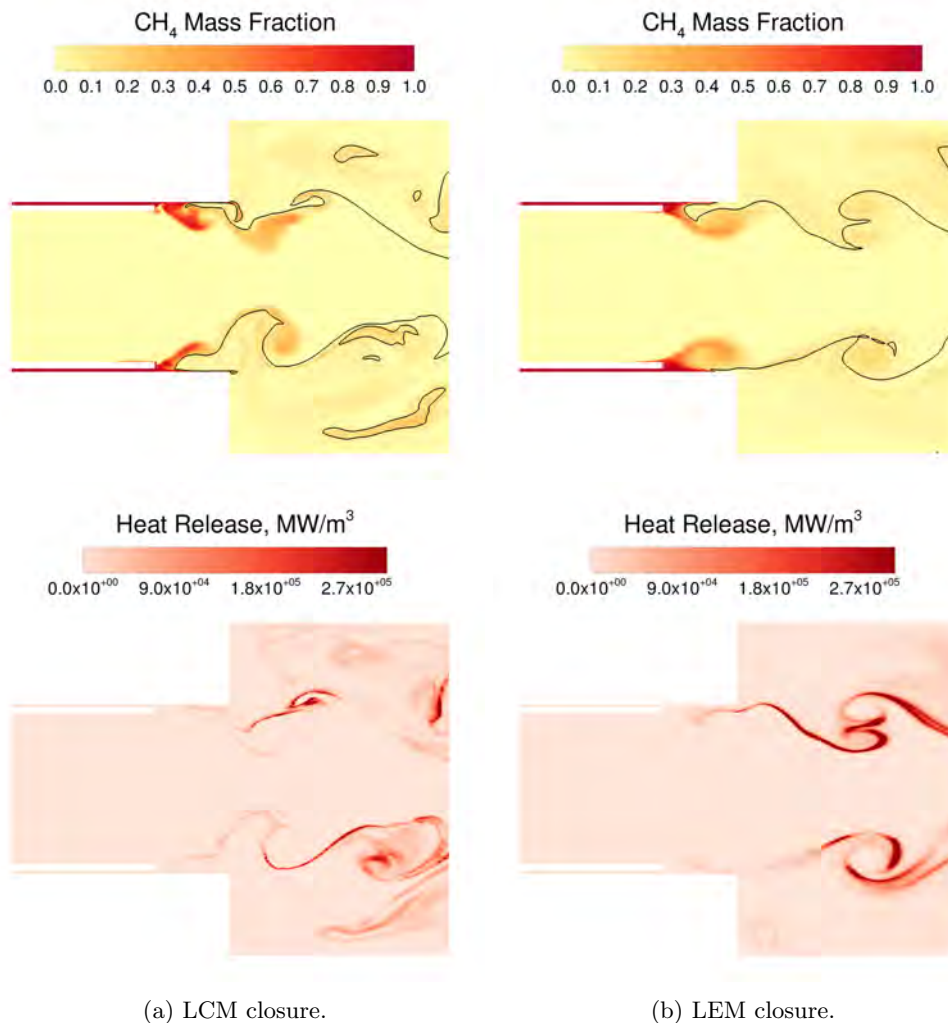 CH₄ Mass Fraction
0.0 0.1 0.2 0.3 0.4 0.5 0.6 0.7 0.8 0.9 1.0
CH₄ Mass Fraction
0.0 0.1 0.2 0.3 0.4 0.5 0.6 0.7 0.8 0.9 1.0
Heat Release, MW/m³
0.0x10⁺⁰⁰ 9.0x10⁺⁰⁴ 1.8x10⁺⁰⁵ 2.7x10⁺⁰⁵
Heat Release, MW/m³
0.0x10⁺⁰⁰ 9.0x10⁺⁰⁴ 1.8x10⁺⁰⁵ 2.7x10⁺⁰⁵
(a) LCM closure.
(b) LEM closure.